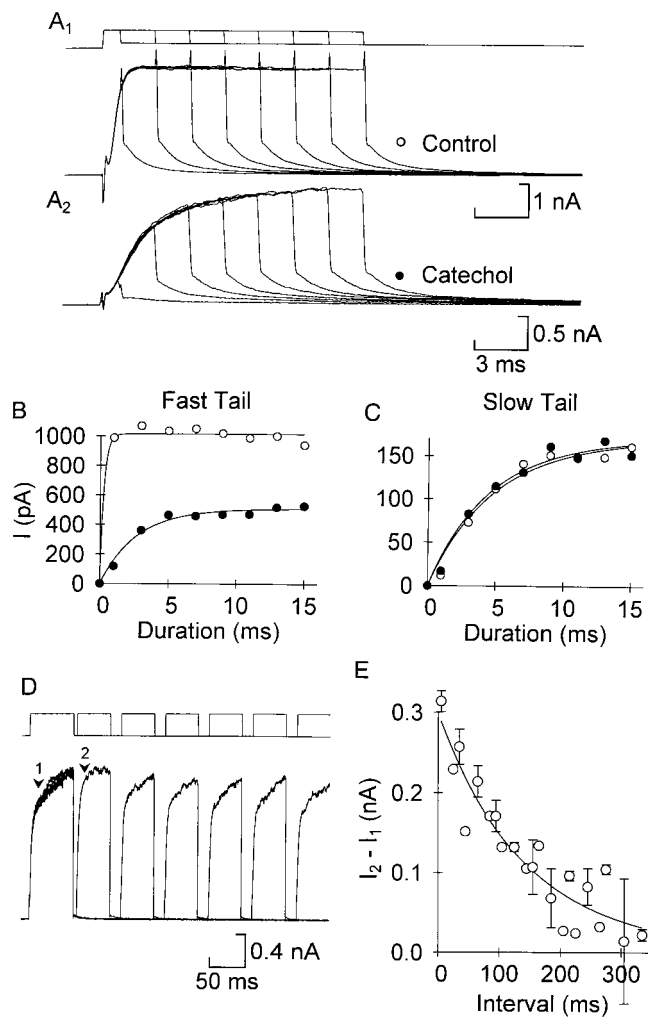 A1
○ Control
1 nA
A2
● Catechol
0.5 nA
3 ms
B
Fast Tail
1000
800
600
400
200
0
I (pA)
0 5 10 15
Duration (ms)
C
Slow Tail
150
100
50
0
0 5 10 15
Duration (ms)
D
1 2
0.4 nA
50 ms
E
0.3
0.2
0.1
0.0
I2 - I1 (nA)
0 100 200 300
Interval (ms)